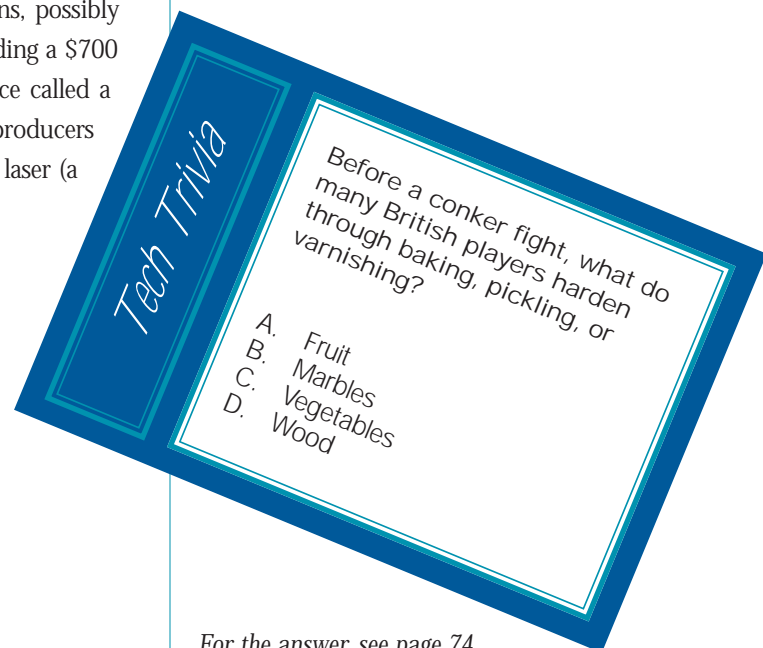 ns, possibly
ding a $700
ce called a
producers
laser (a
Tech Trivia
Before a conker fight, what do
many British players harden
through baking, pickling, or
varnishing?
A. Fruit
B. Marbles
C. Vegetables
D. Wood
For the answer, see page 74